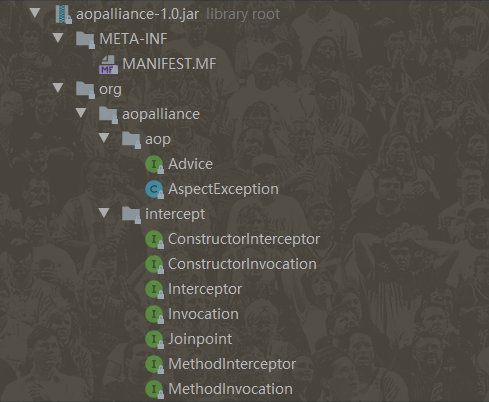 aopalliance-1.0.jar library root
META-INF
MF MANIFEST.MF
org
aopalliance
aop
I Advice
C AspectException
intercept
I ConstructorInterceptor
I ConstructorInvocation
I Interceptor
I Invocation
I Joinpoint
I MethodInterceptor
I MethodInvocation